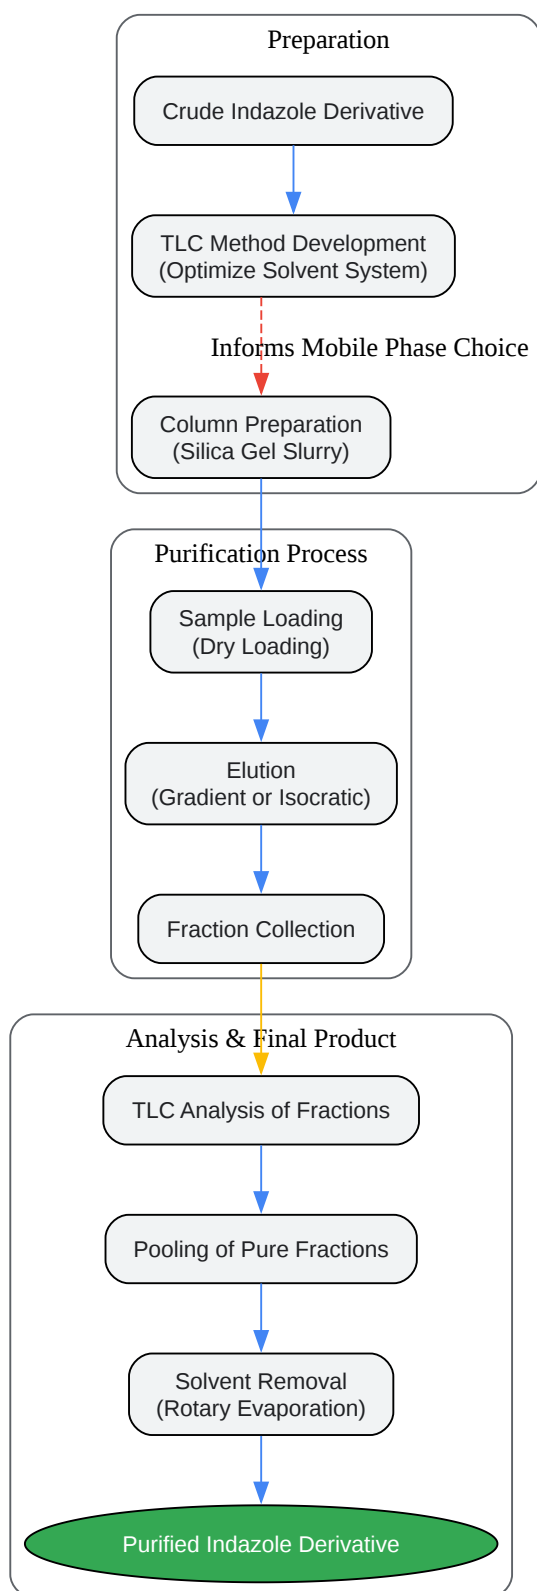 Preparation
Crude Indazole Derivative
TLC Method Development
(Optimize Solvent System)
Informs Mobile Phase Choice
Column Preparation
(Silica Gel Slurry)
Purification Process
Sample Loading
(Dry Loading)
Elution
(Gradient or Isocratic)
Fraction Collection
Analysis & Final Product
TLC Analysis of Fractions
Pooling of Pure Fractions
Solvent Removal
(Rotary Evaporation)
Purified Indazole Derivative